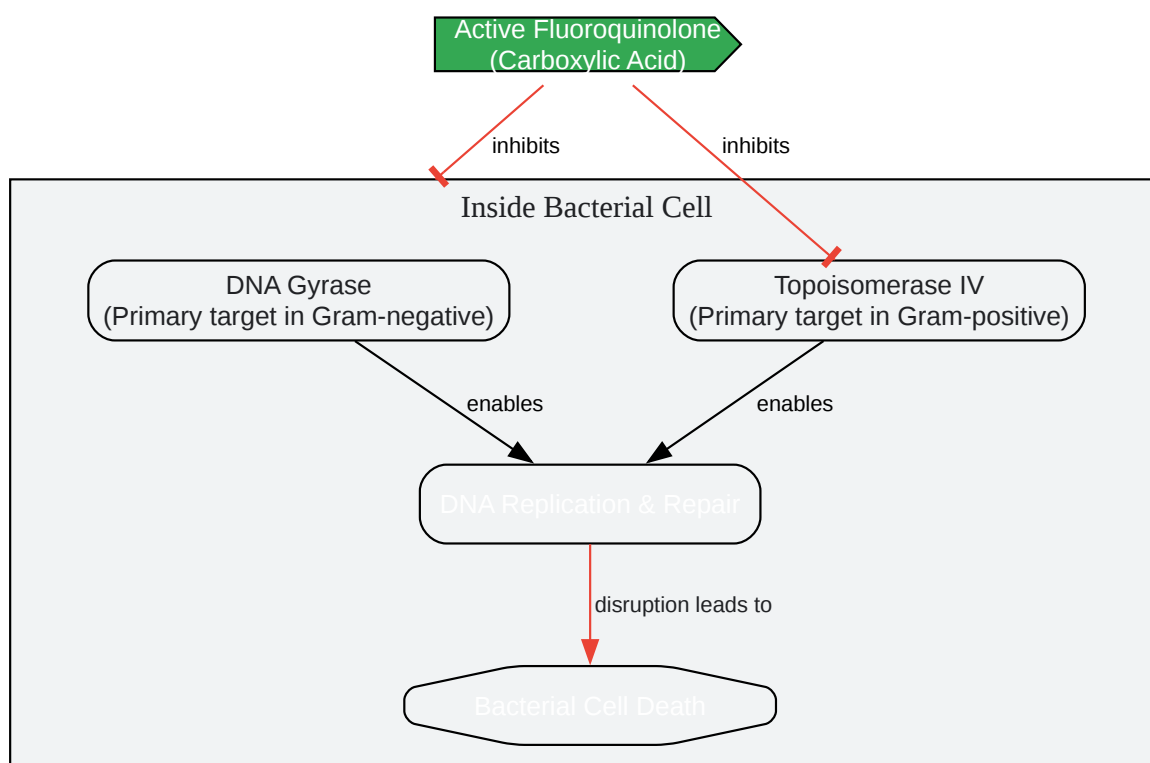 Active Fluoroquinolone
(Carboxylic Acid)
inhibits
inhibits
Inside Bacterial Cell
DNA Gyrase
(Primary target in Gram-negative)
Topoisomerase IV
(Primary target in Gram-positive)
enables
enables
DNA Replication & Repair
disruption leads to
Bacterial Cell Death